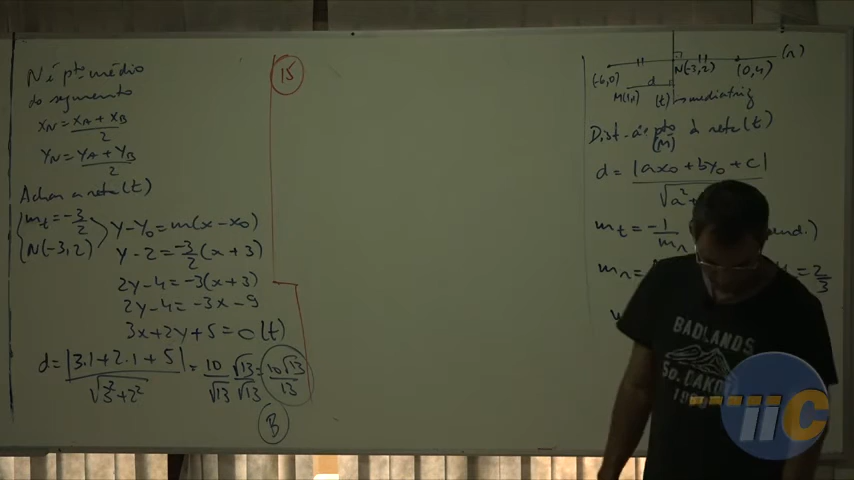 N é pto médio
do segmento
xN = xA + xB / 2
yN = yA + yB / 2
Achar a reta (t)
mt = -3/2
N(-3,2)
y - y0 = m(x - x0)
y - 2 = -3/2 (x + 3)
2y - 4 = -3(x + 3)
2y - 4 = -3x - 9
3x + 2y + 5 = 0 (t)
d = |3.1 + 2.1 + 5| / √3² + 2² = 10/√13 √13/√13 = 10√13/13
B
15
(r)
(-6,0)
N(-3,2)
(0,4)
d
M(1,1)
(t)
mediatriz
Dist. à reta (t)
(M)
d = |ax0 + by0 + c|
√a² +
mt = -1/mr
mr =
= 2/3
BADLANDS
SO. DAKOTA
IIC